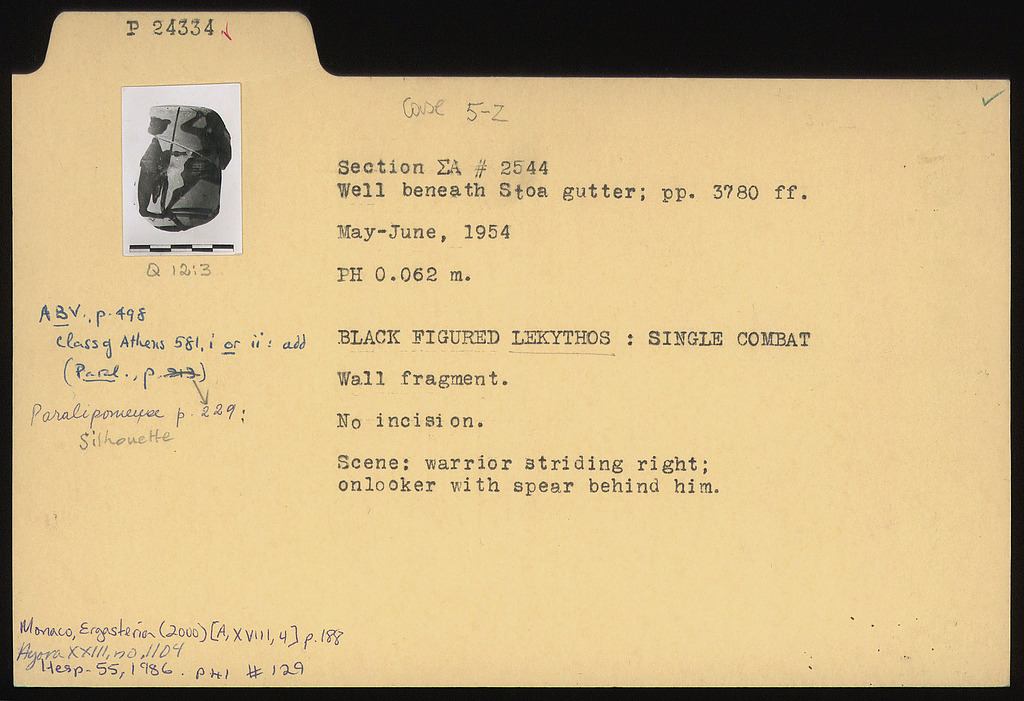 P 24334 ✓
Case 5-Z
Section ΣA # 2544
Well beneath Stoa gutter; pp. 3780 ff.
May-June, 1954
PH 0.062 m.
Q 12:3
ABV., p. 498
Class of Athens 581, i or ii: add
(Paral., p. 213)
Paralipomena p. 229;
Silhouette
BLACK FIGURED LEKYTHOS : SINGLE COMBAT
Wall fragment.
No incision.
Scene: warrior striding right;
onlooker with spear behind him.
Monaco, Ergasteria (2000) [A, XVIII, 4] p. 188
Agora XXIII, no. 1104
Hesp. 55, 1986. # 129